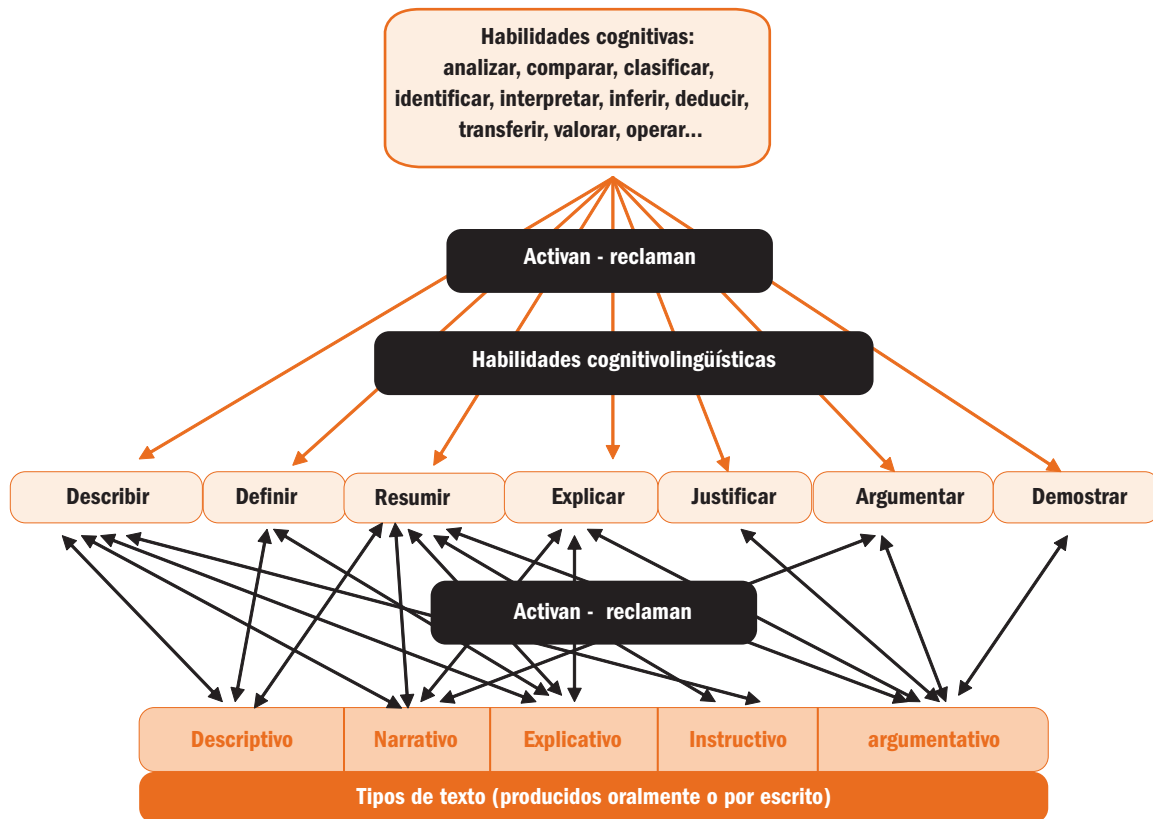 Habilidades cognitivas:
analizar, comparar, clasificar,
identificar, interpretar, inferir, deducir,
transferir, valorar, operar...
Activan - reclaman
Habilidades cognitivolingüísticas
Describir
Definir
Resumir
Explicar
Justificar
Argumentar
Demostrar
Activan - reclaman
Descriptivo
Narrativo
Explicativo
Instructivo
argumentativo
Tipos de texto (producidos oralmente o por escrito)